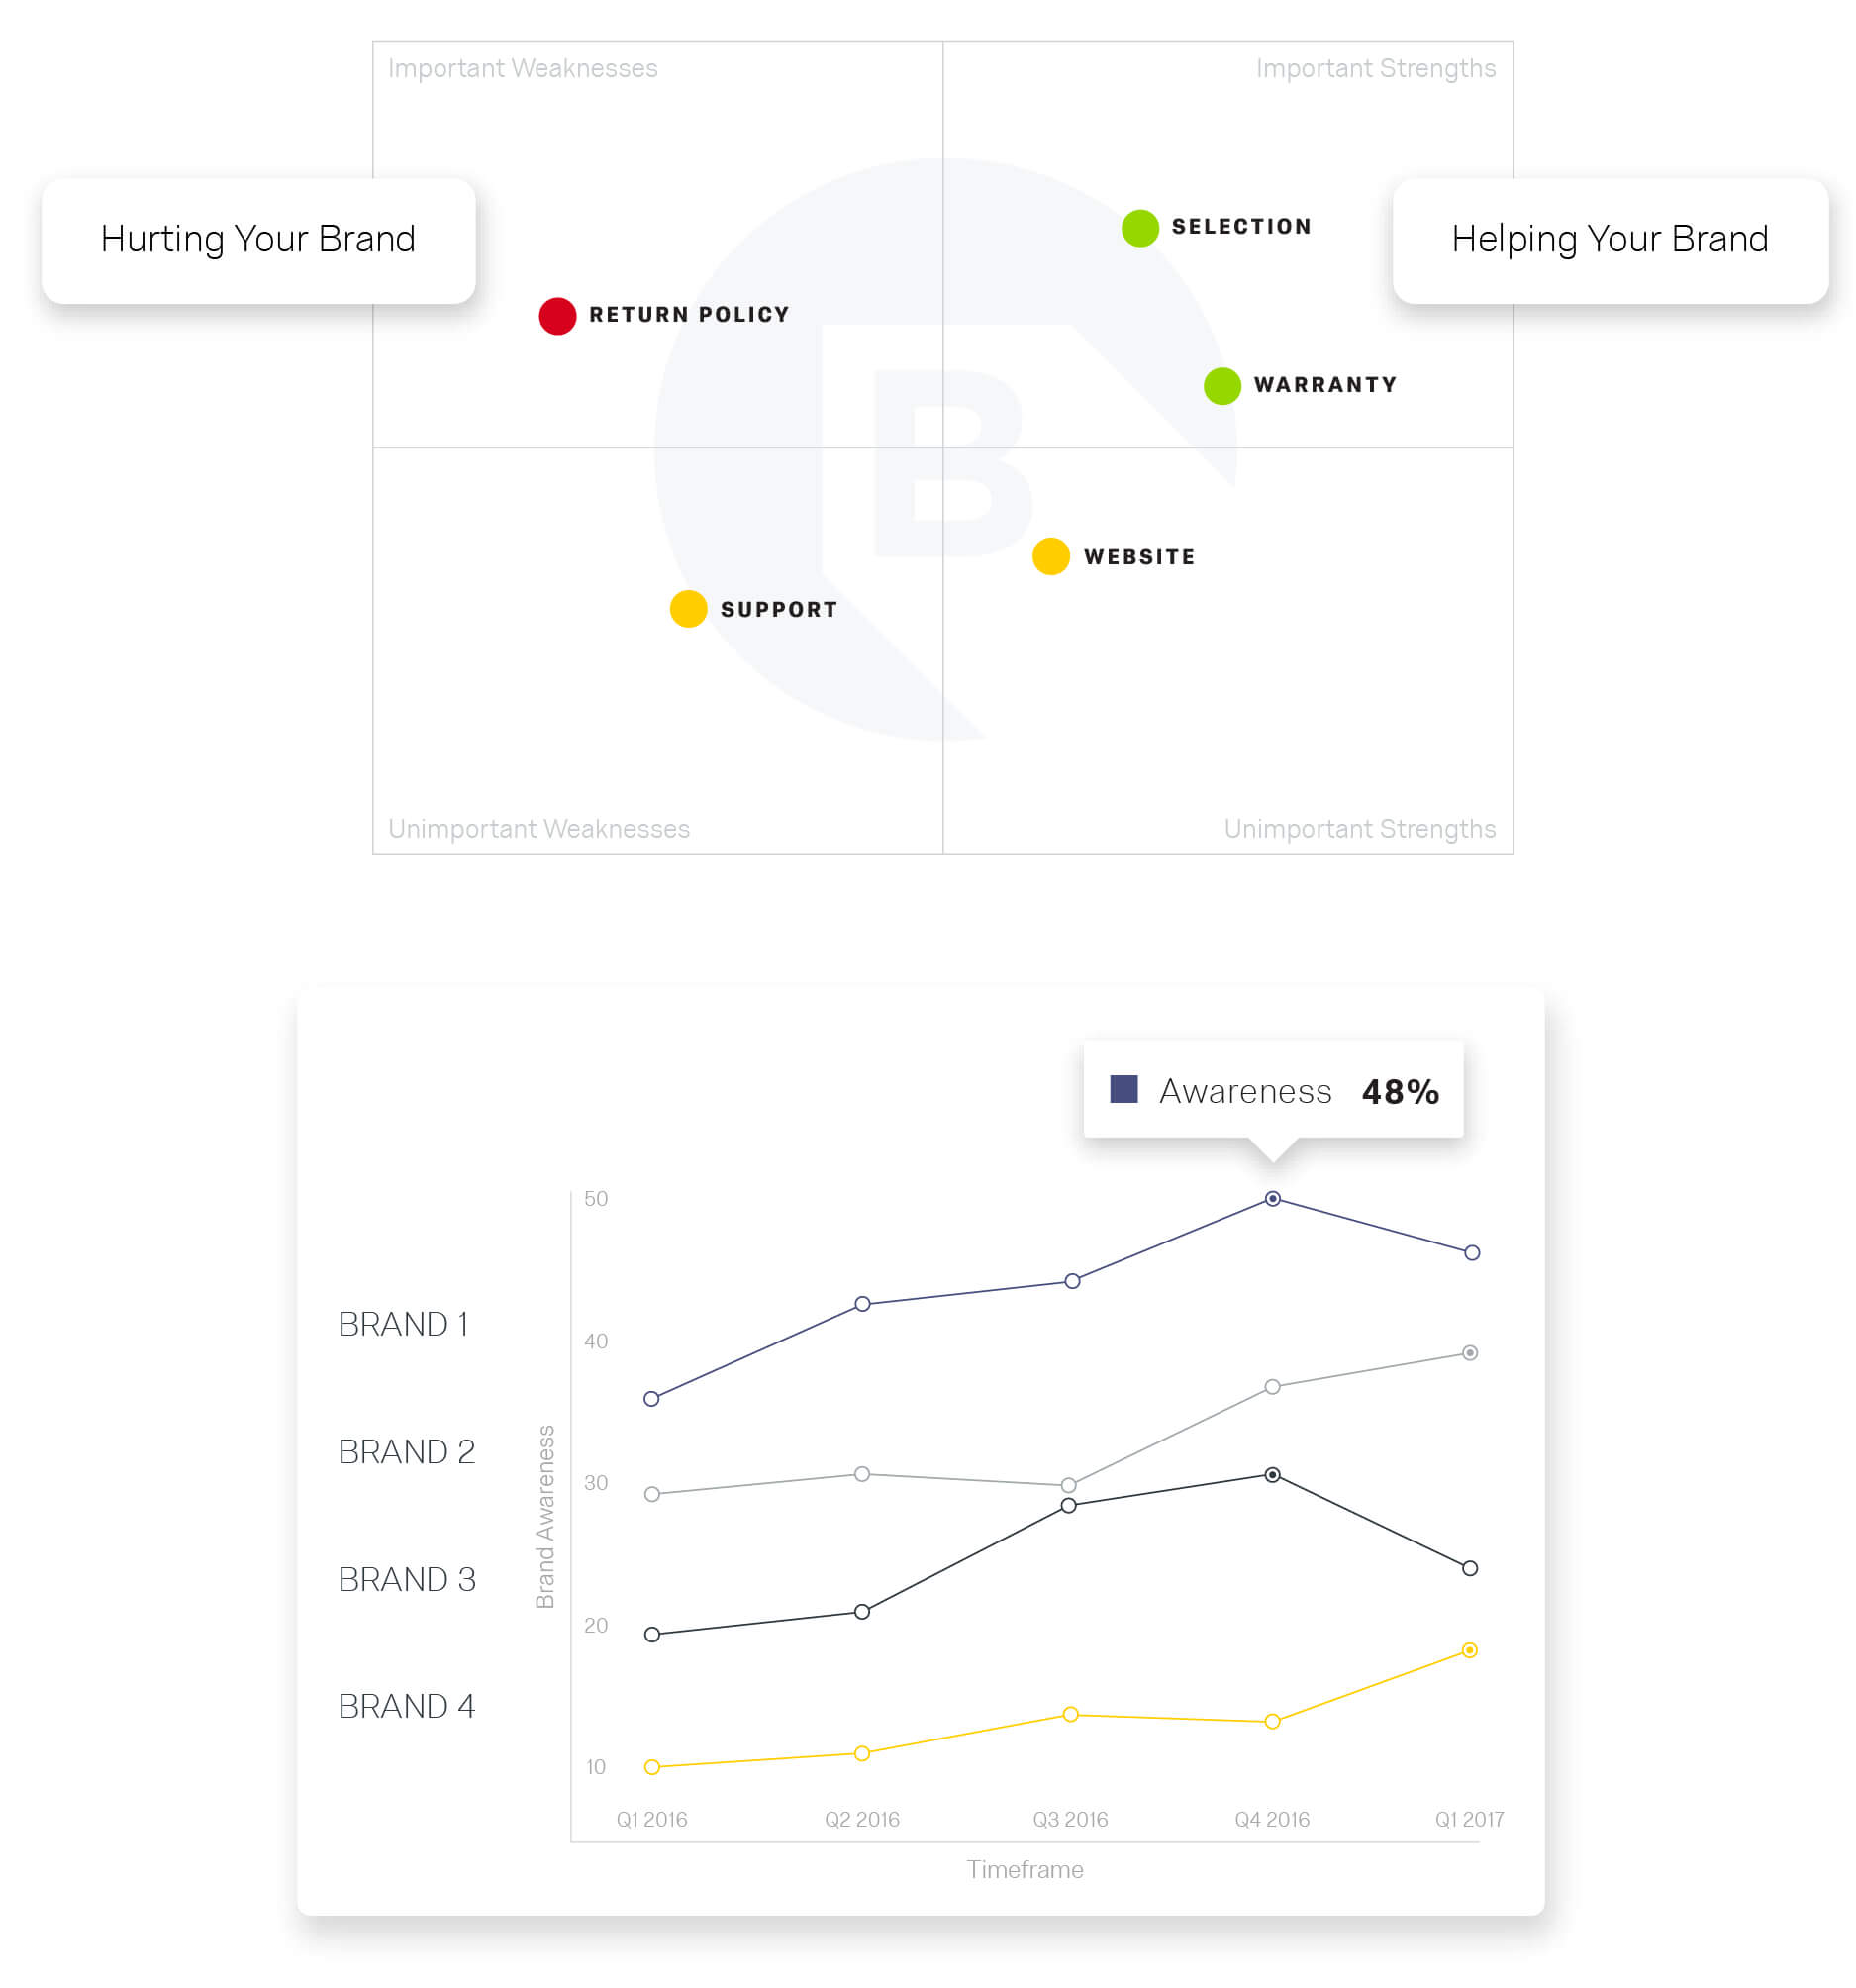 Important Weaknesses
Important Strengths
Hurting Your Brand
Helping Your Brand
SELECTION
RETURN POLICY
WARRANTY
B
WEBSITE
SUPPORT
Unimportant Weaknesses
Unimportant Strengths
Awareness 48%
BRAND 1
BRAND 2
BRAND 3
BRAND 4
Brand Awareness
50
40
30
20
10
Q1 2016
Q2 2016
Q3 2016
Q4 2016
Q1 2017
Timeframe